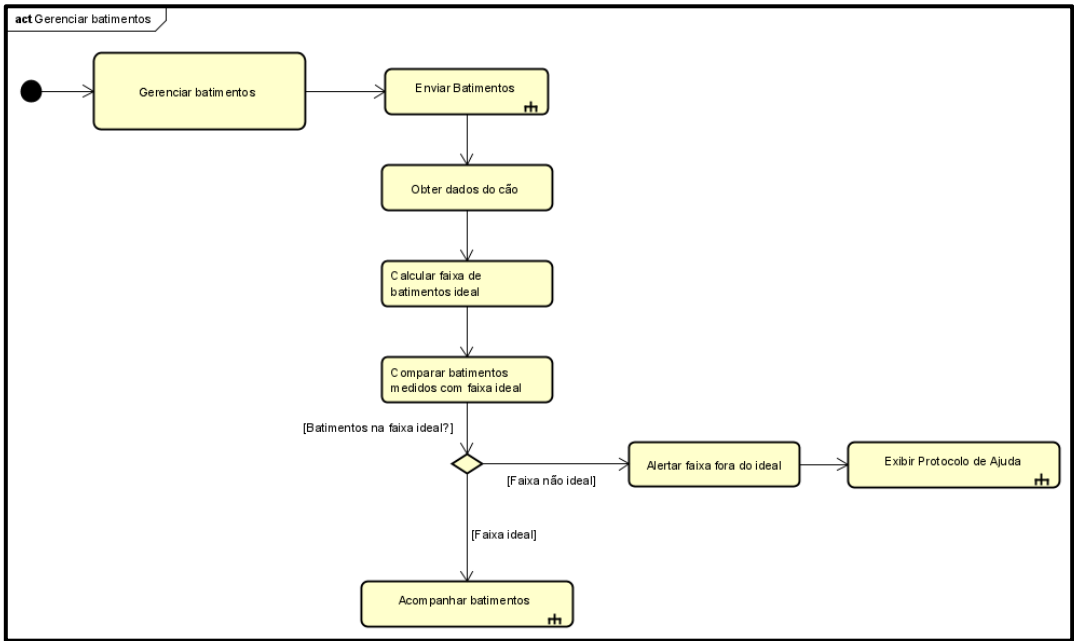 act Gerenciar batimentos
Gerenciar batimentos
Enviar Batimentos
Obter dados do cão
Calcular faixa de
batimentos ideal
Comparar batimentos
medidos com faixa ideal
[Batimentos na faixa ideal?]
[Faixa não ideal]
Alertar faixa fora do ideal
Exibir Protocolo de Ajuda
[Faixa ideal]
Acompanhar batimentos